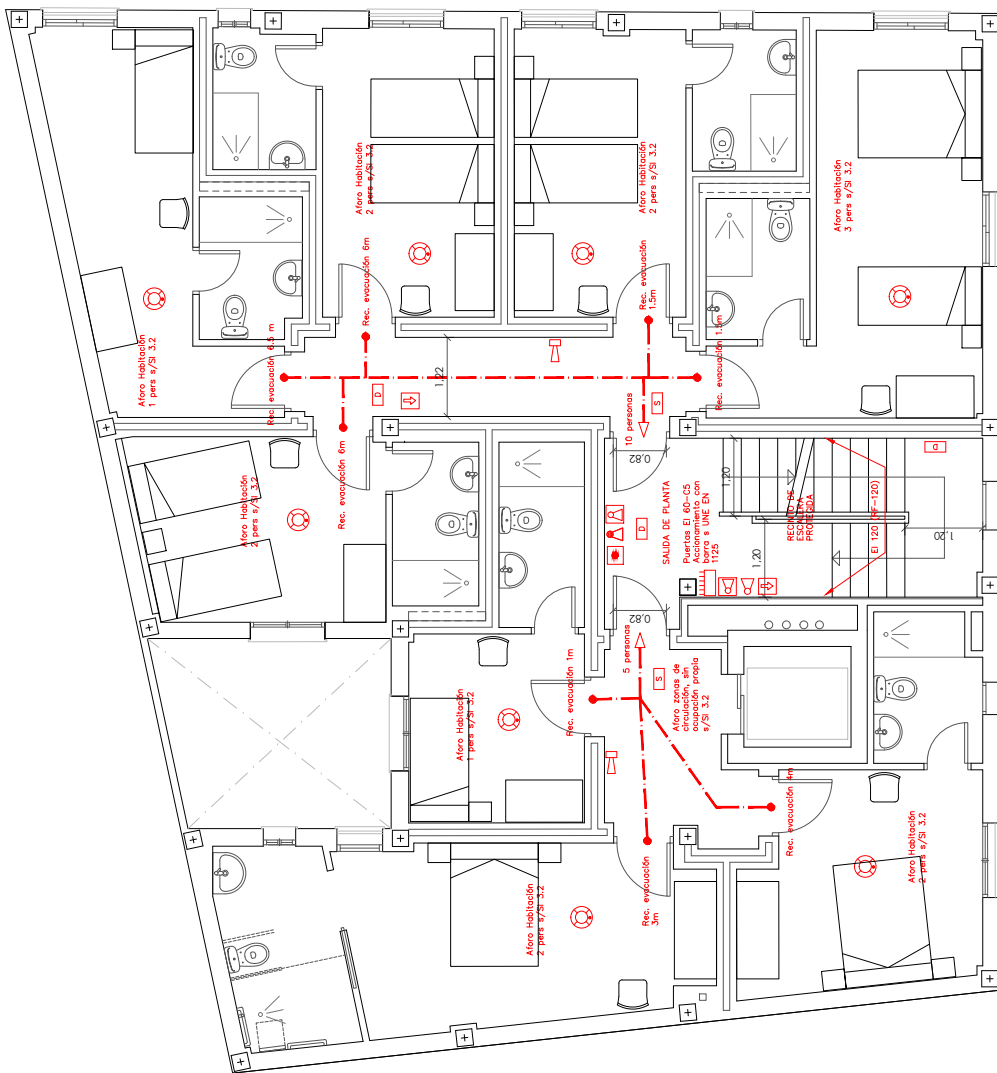 Aforo Habitación
1 pers s/SI 3.2
Rec. evacuación 6.5 m
Aforo Habitación
2 pers s/SI 3.2
Rec. evacuación 6m
Aforo Habitación
2 pers s/SI 3.2
Rec. evacuación
1.5m
Aforo Habitación
3 pers s/SI 3.2
Rec. evacuación 1.5m
1,22
D
S
10 personas
0,82
Aforo Habitación
2 pers s/SI 3.2
Rec. evacuación 6m
SALIDA DE PLANTA
Puertas EI 60-C5
Accionamiento con
barra s UNE EN
1125
D
1,20
1,20
RECINTO DE
ESCALERA
PROTEGIDA
EI 120 (RF-120)
1,20
D
0,82
5 personas
S
Aforo zonas de
circulación, sin
ocupación propia
s/SI 3.2
Aforo Habitación
1 pers s/SI 3.2
Rec. evacuación 1m
Rec. evacuación 4m
Aforo Habitación
2 pers s/SI 3.2
Rec. evacuación
3m
Aforo Habitación
2 pers s/SI 3.2